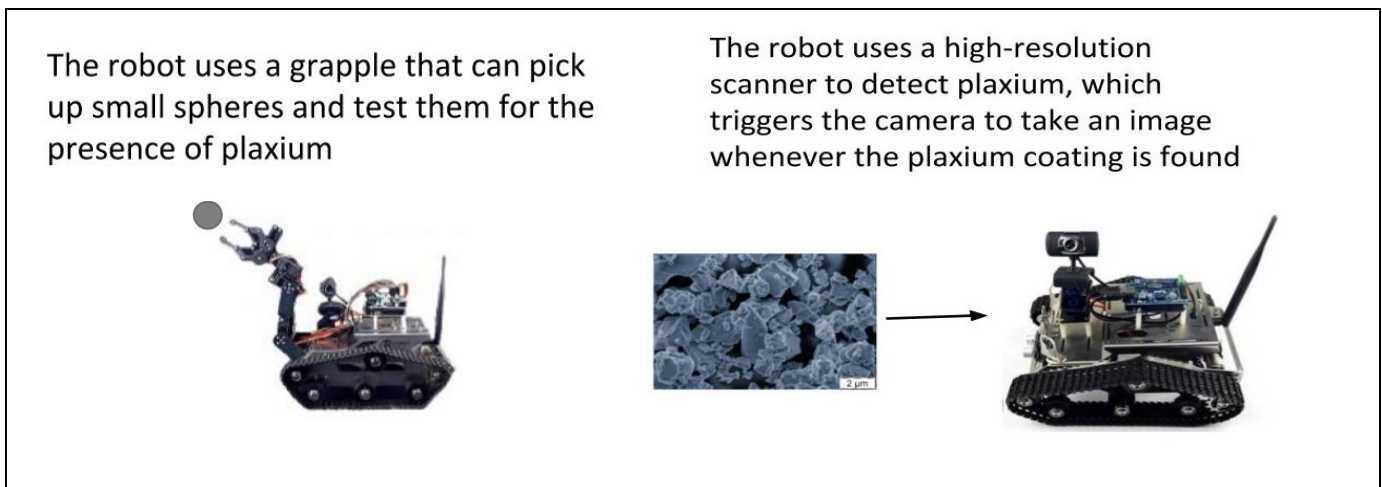 The robot uses a grapple that can pick
up small spheres and test them for the
presence of plaxium
The robot uses a high-resolution
scanner to detect plaxium, which
triggers the camera to take an image
whenever the plaxium coating is found
2 µm